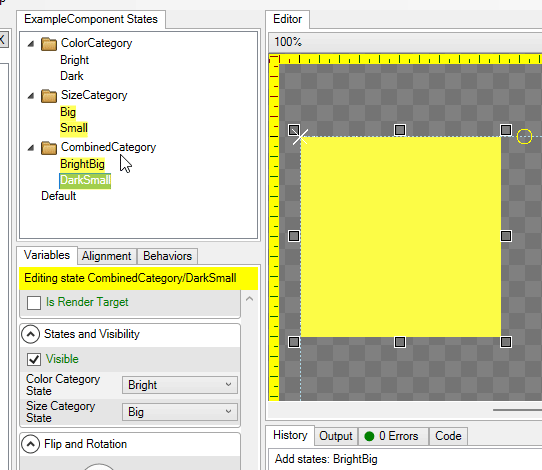 ExampleComponent States
ColorCategory
Bright
Dark
SizeCategory
Big
Small
CombinedCategory
BrightBig
DarkSmall
Default
Variables Alignment Behaviors
Editing state CombinedCategory/DarkSmall
Is Render Target
States and Visibility
Visible
Color Category State Bright
Size Category State Big
Flip and Rotation
Editor
100%
History Output 0 Errors Code
Add states: BrightBig